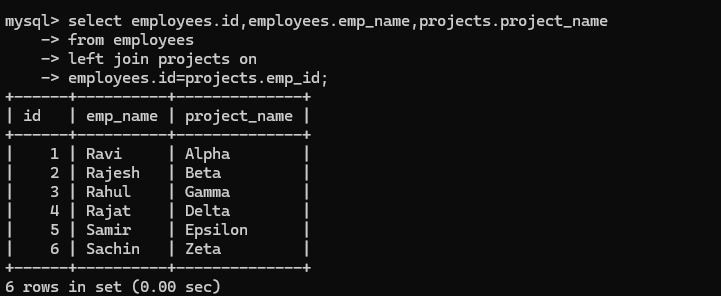 mysql> select employees.id,employees.emp_name,projects.project_name
    -> from employees
    -> left join projects on
    -> employees.id=projects.emp_id;
+------+----------+--------------+
| id   | emp_name | project_name |
+------+----------+--------------+
|    1 | Ravi     | Alpha        |
|    2 | Rajesh   | Beta         |
|    3 | Rahul    | Gamma        |
|    4 | Rajat    | Delta        |
|    5 | Samir    | Epsilon      |
|    6 | Sachin   | Zeta         |
+------+----------+--------------+
6 rows in set (0.00 sec)